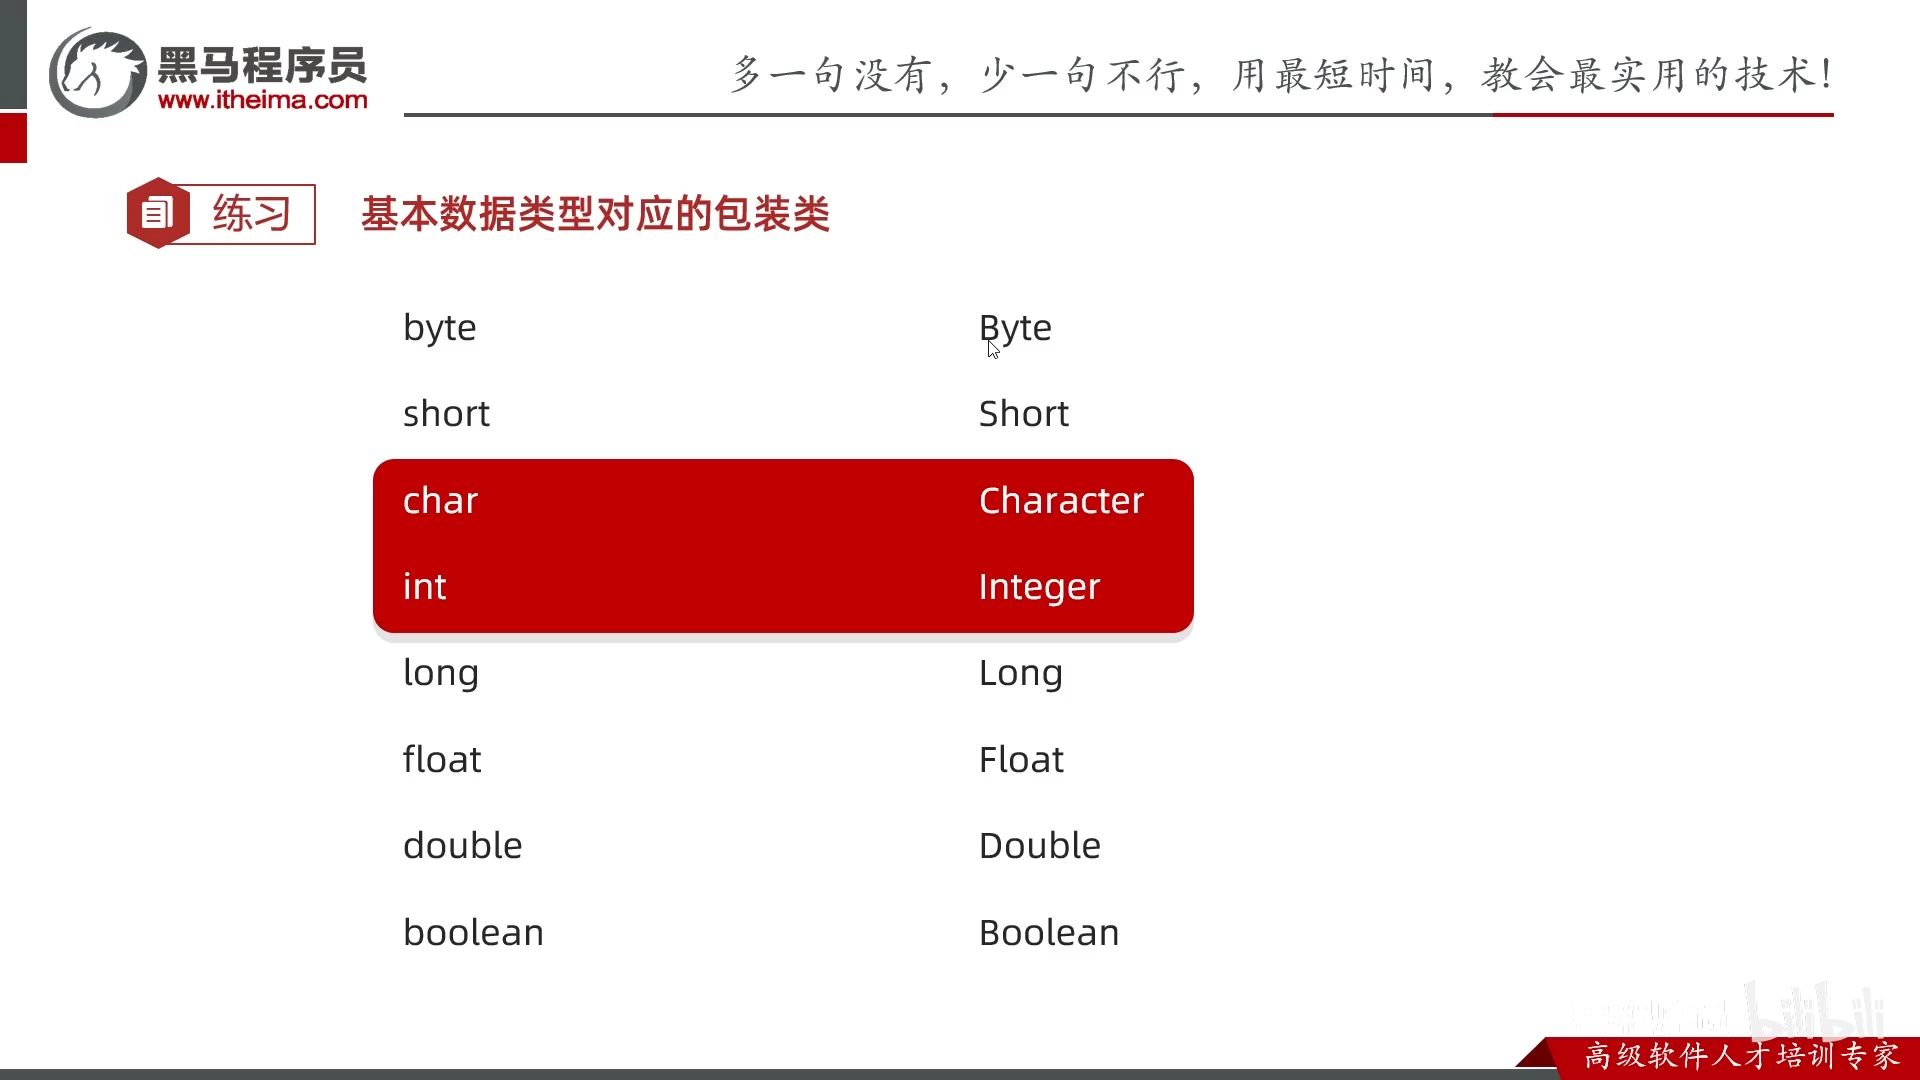 黑马程序员
www.itheima.com
多一句没有，少一句不行，用最短时间，教会最实用的技术！
练习
基本数据类型对应的包装类
byte Byte
short Short
char Character
int Integer
long Long
float Float
double Double
boolean Boolean
bilibili
高级软件人才培训专家